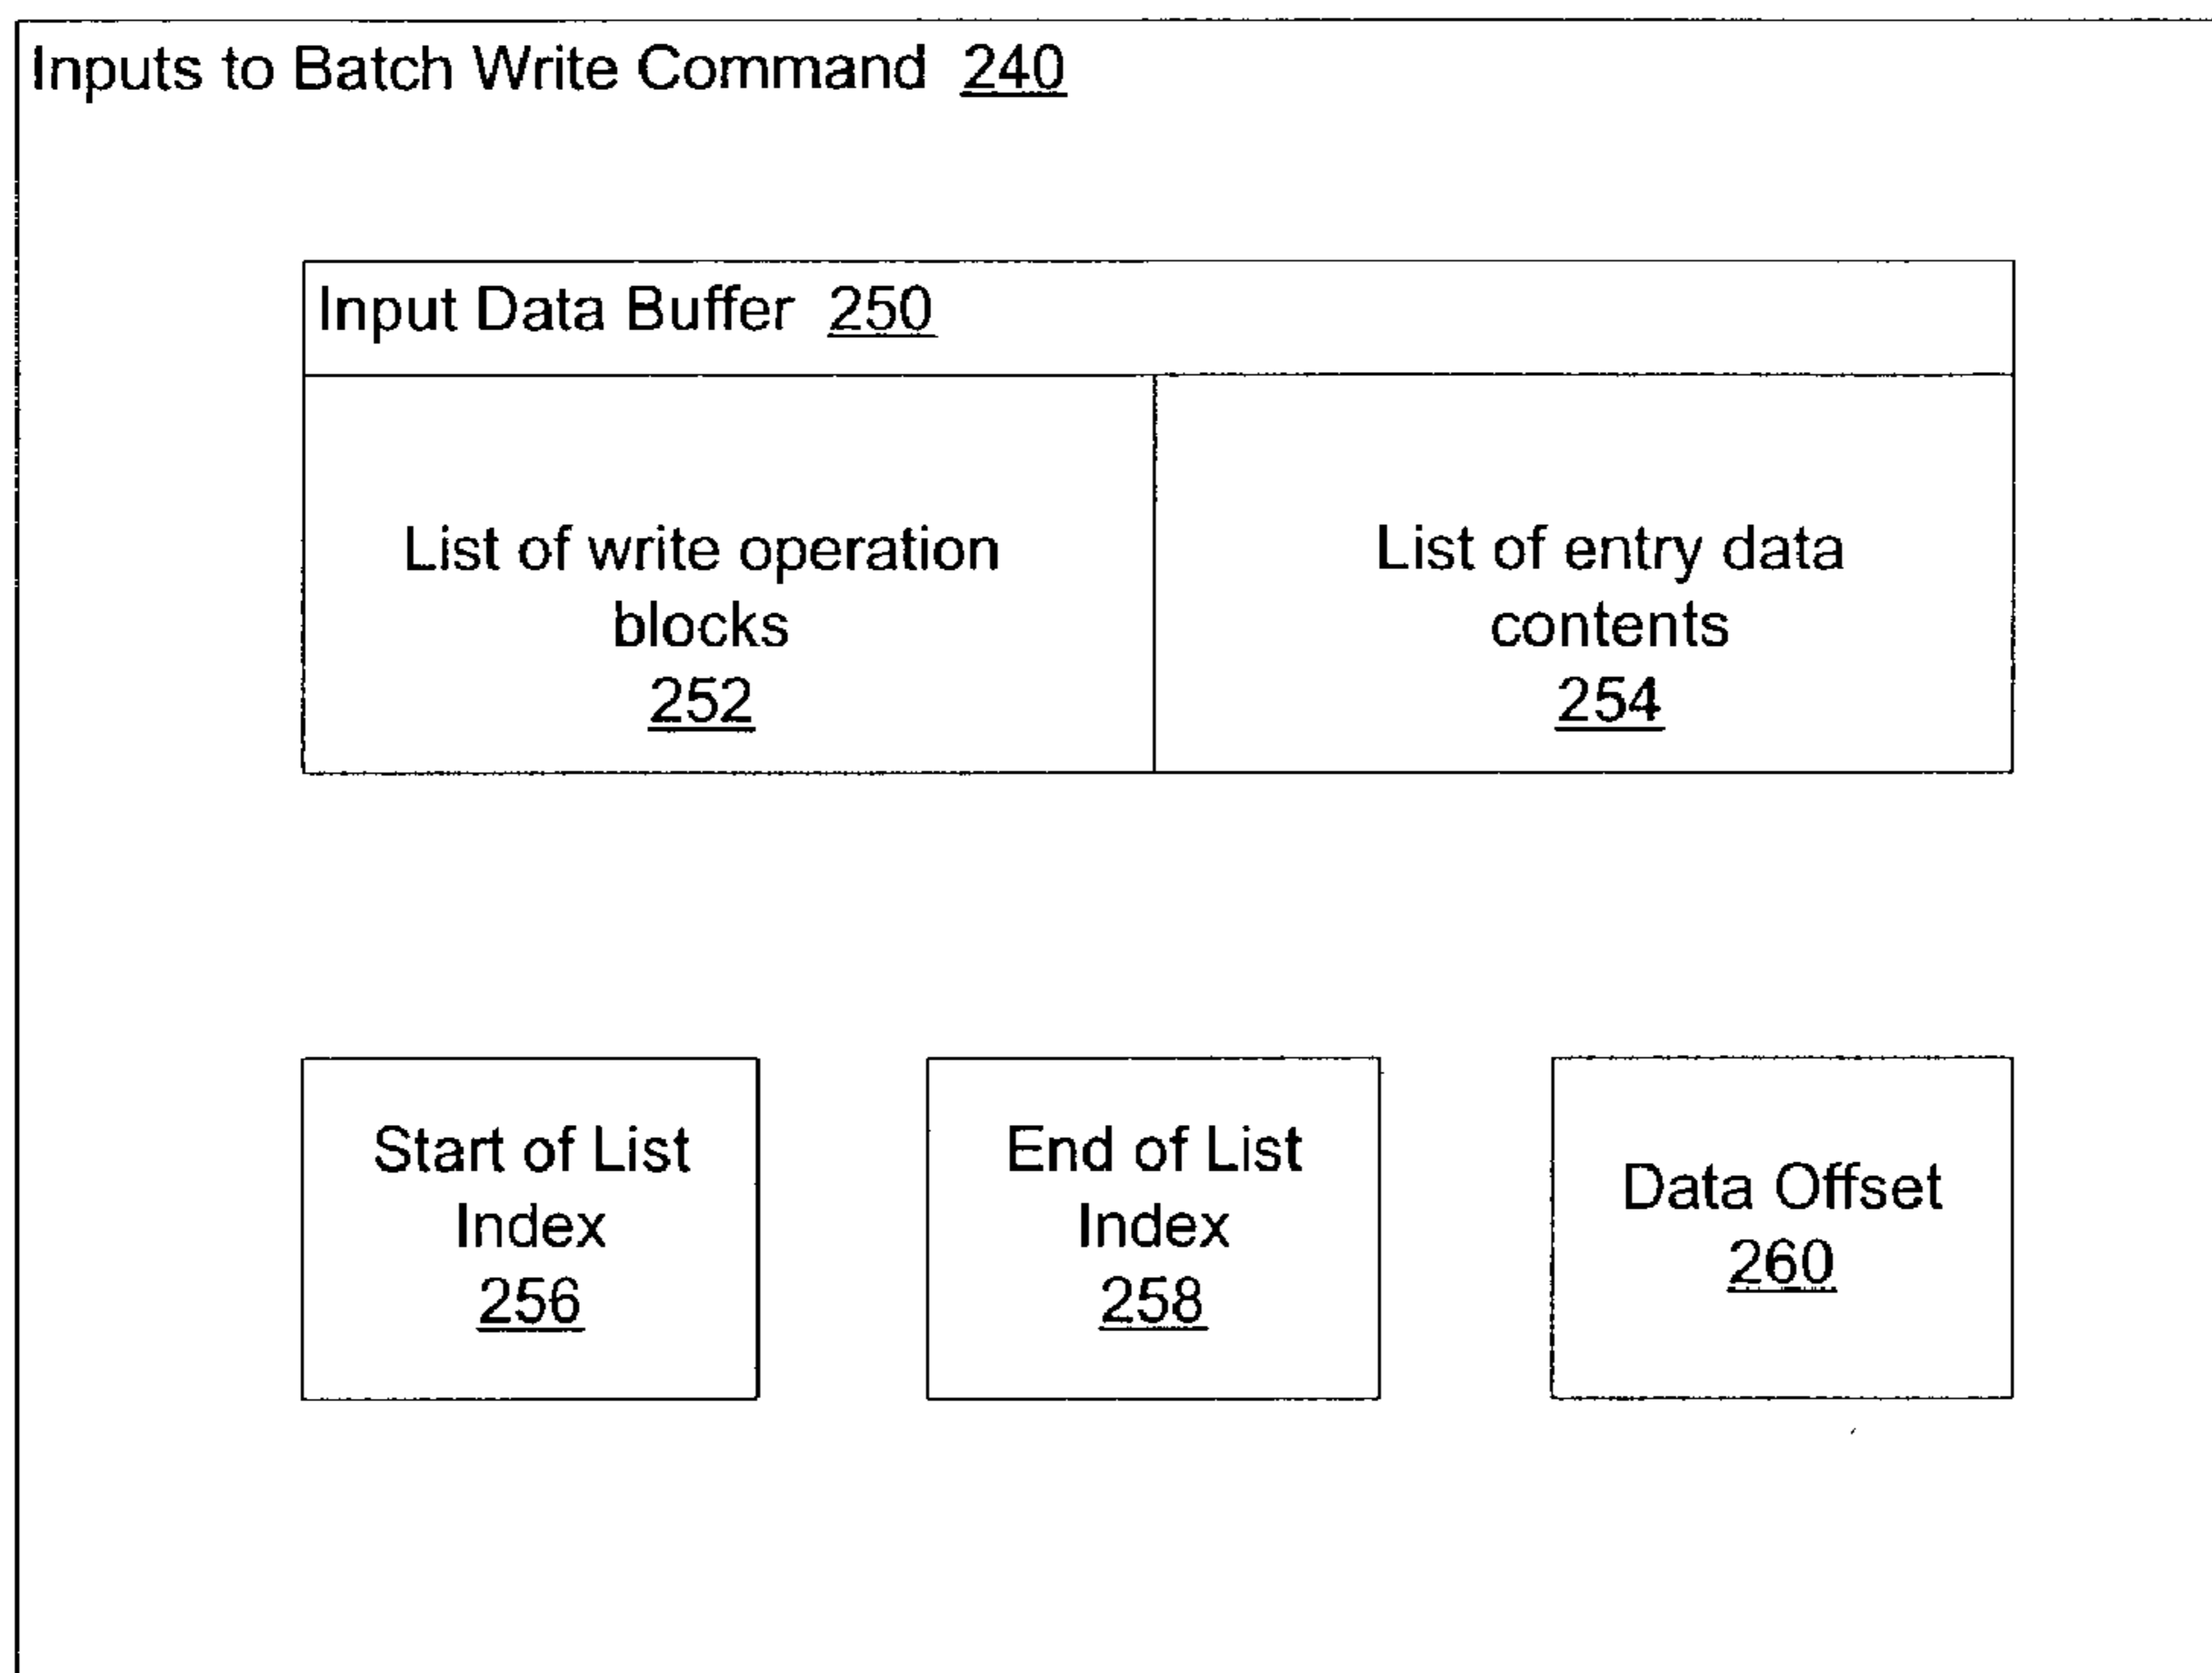 Inputs to Batch Write Command 240
Input Data Buffer 250
List of write operation
blocks
252
List of entry data
contents
254
Start of List
Index
256
End of List
Index
258
Data Offset
260